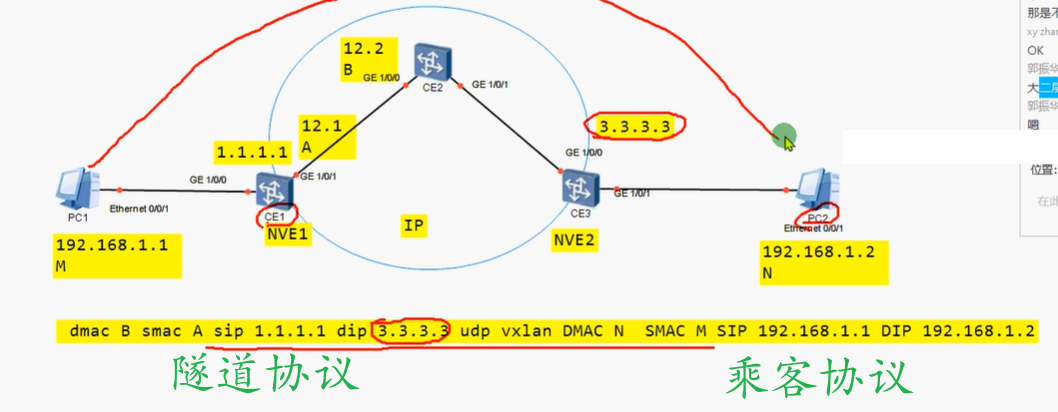 那是不
xy zhan
OK
郭振华
大二层
郭振华
嗯
位置:
在此
12.2
B
GE 1/0/0
CE2
GE 1/0/1
12.1
A
3.3.3.3
1.1.1.1
GE 1/0/0
GE 1/0/0
GE 1/0/1
GE 1/0/1
PC1
Ethernet 0/0/1
CE1
CE3
PC2
Ethernet 0/0/1
NVE1
IP
NVE2
192.168.1.1
M
192.168.1.2
N
dmac B smac A sip 1.1.1.1 dip 3.3.3.3 udp vxlan DMAC N SMAC M SIP 192.168.1.1 DIP 192.168.1.2
隧道协议
乘客协议